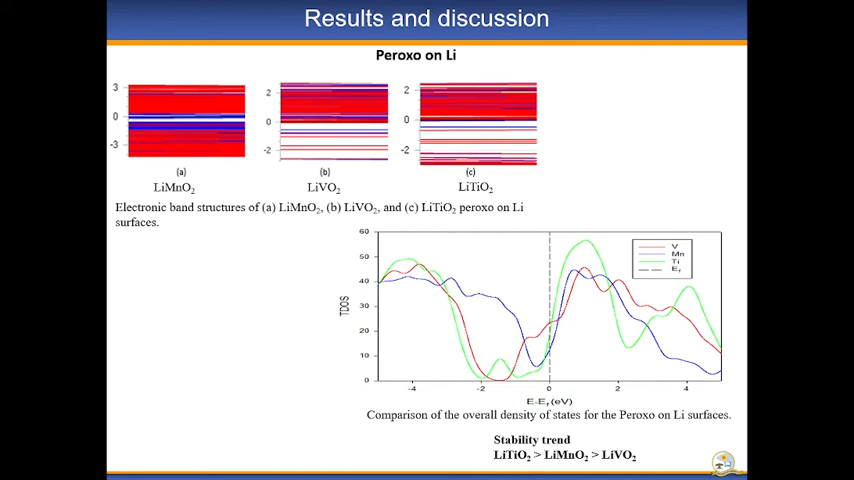 Results and discussion
Peroxo on Li
3
0
-3
2
0
-2
2
0
-2
(a)
(b)
(c)
LiMnO₂
LiVO₂
LiTiO₂
Electronic band structures of (a) LiMnO₂, (b) LiVO₂, and (c) LiTiO₂ peroxo on Li
surfaces.
60
50
40
30
20
10
0
TDOS
V
Mn
Ti
E_f
-4
-2
0
2
4
E-E_f (eV)
Comparison of the overall density of states for the Peroxo on Li surfaces.
Stability trend
LiTiO₂ > LiMnO₂ > LiVO₂